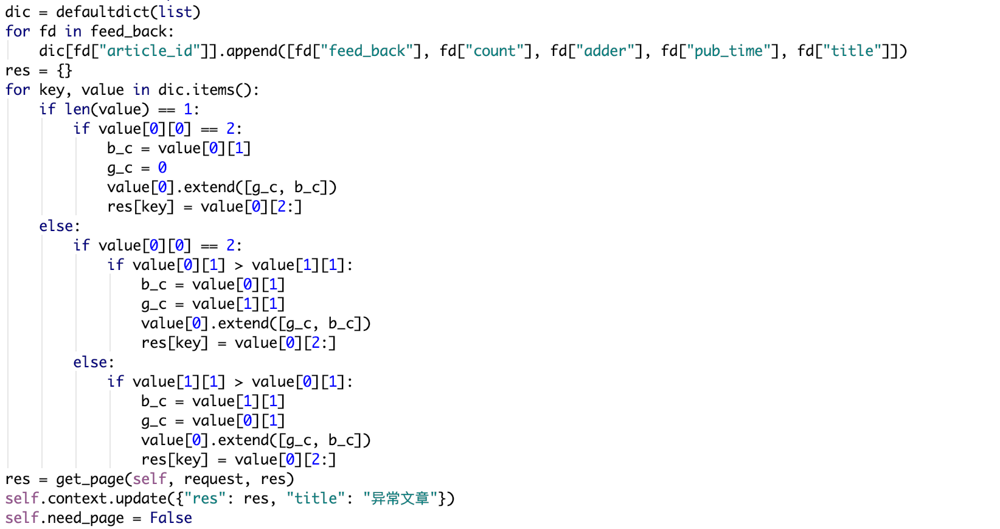 dic = defaultdict(list)
for fd in feed_back:
    dic[fd["article_id"]].append([fd["feed_back"], fd["count"], fd["adder"], fd["pub_time"], fd["title"]])
res = {}
for key, value in dic.items():
    if len(value) == 1:
        if value[0][0] == 2:
            b_c = value[0][1]
            g_c = 0
            value[0].extend([g_c, b_c])
            res[key] = value[0][2:]
    else:
        if value[0][0] == 2:
            if value[0][1] > value[1][1]:
                b_c = value[0][1]
                g_c = value[1][1]
                value[0].extend([g_c, b_c])
                res[key] = value[0][2:]
        else:
            if value[1][1] > value[0][1]:
                b_c = value[1][1]
                g_c = value[0][1]
                value[0].extend([g_c, b_c])
                res[key] = value[0][2:]
res = get_page(self, request, res)
self.context.update({"res": res, "title": "异常文章"})
self.need_page = False